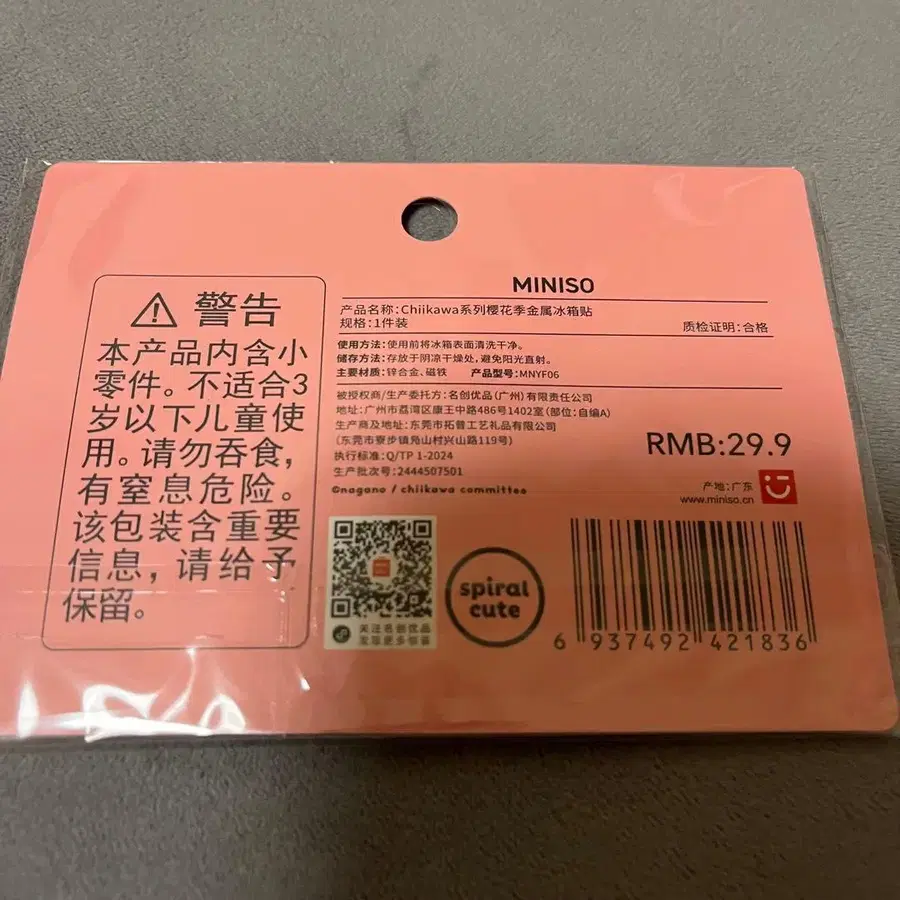 警告
本产品内含小
零件。不适合3
岁以下儿童使
用。请勿吞食，
有窒息危险。
该包装含重要
信息，请给予
保留。
MINISO
产品名称:Chiikawa系列樱花季金属冰箱贴
规格:1件装
质检证明:合格
使用方法:使用前将冰箱表面清洗干净。
储存方法:存放于阴凉干燥处,避免阳光直射。
主要材质:锌合金、磁铁 产品型号:MNYF06
被授权商/生产委托方:名创优品(广州)有限责任公司
地址:广州市荔湾区康王中路486号1402室(部位:自编A)
生产商及地址:东莞市拓普工艺礼品有限公司
(东莞市寮步镇凫山村兴山路119号)
执行标准:Q/TP 1-2024
生产批次号:2444507501
©nagano / chiikawa committee
RMB:29.9
产地:广东
www.miniso.cn
关注名创优品
发现更多惊喜
spiral
cute
6 937492 421836